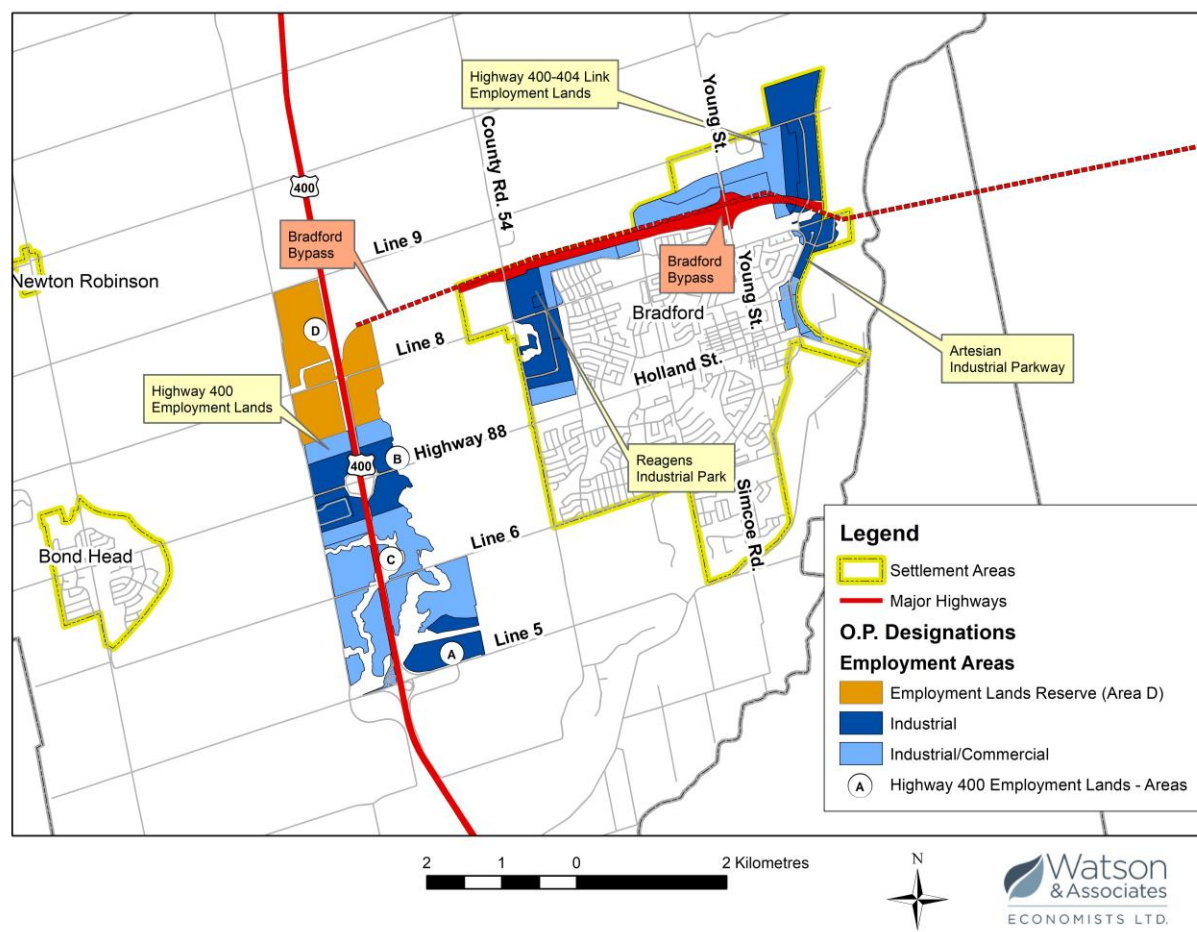 Highway 400-404 Link
Employment Lands
Young St.
County Rd. 54
400
Line 9
Bradford
Bypass
Newton Robinson
D
Line 8
Bradford
Bypass
Young St.
Bradford
Holland St.
Artesian
Industrial Parkway
Highway 400
Employment Lands
Highway 88
B
400
Reagens
Industrial Park
Simcoe Rd.
Line 6
Bond Head
C
Line 5
A
Legend
Settlement Areas
Major Highways
O.P. Designations
Employment Areas
Employment Lands Reserve (Area D)
Industrial
Industrial/Commercial
A Highway 400 Employment Lands - Areas
2 1 0 2 Kilometres
N
Watson
& Associates
ECONOMISTS LTD.